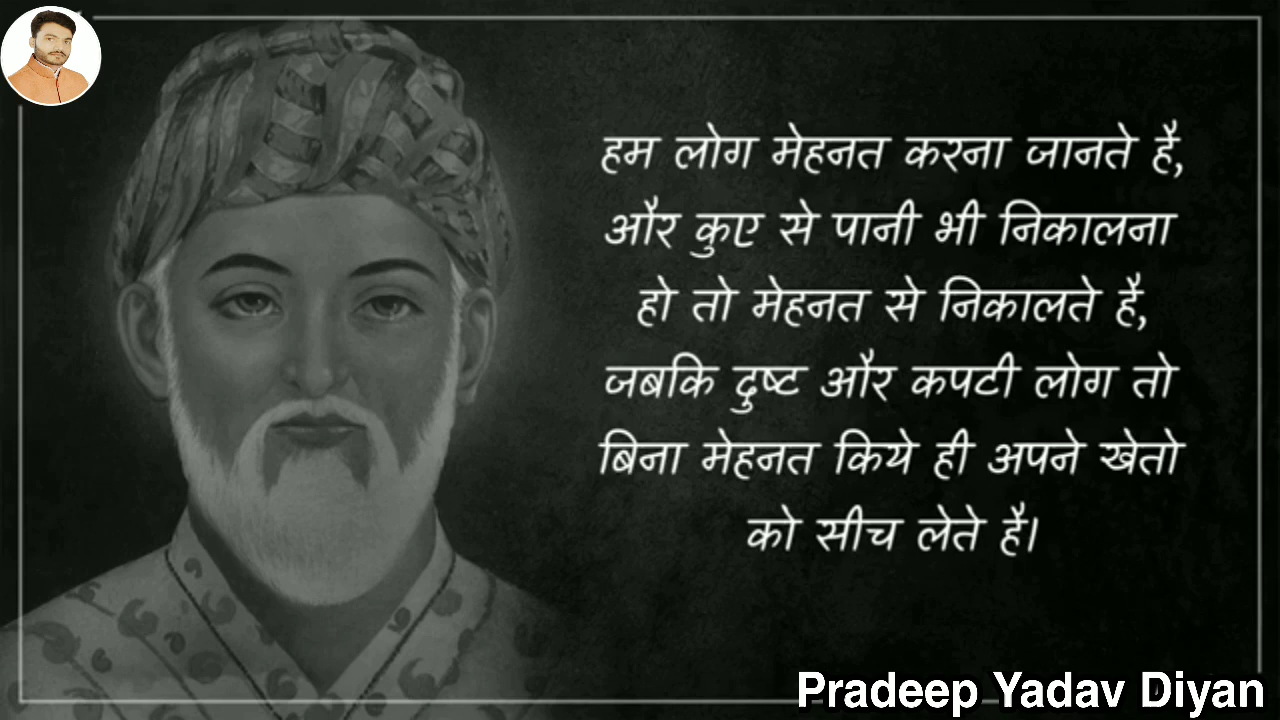 हम लोग मेहनत करना जानते है,
और कुए से पानी भी निकालना
हो तो मेहनत से निकालते है,
जबकि दुष्ट और कपटी लोग तो
बिना मेहनत किये ही अपने खेतो
को सीच लेते है।
Pradeep Yadav Diyan